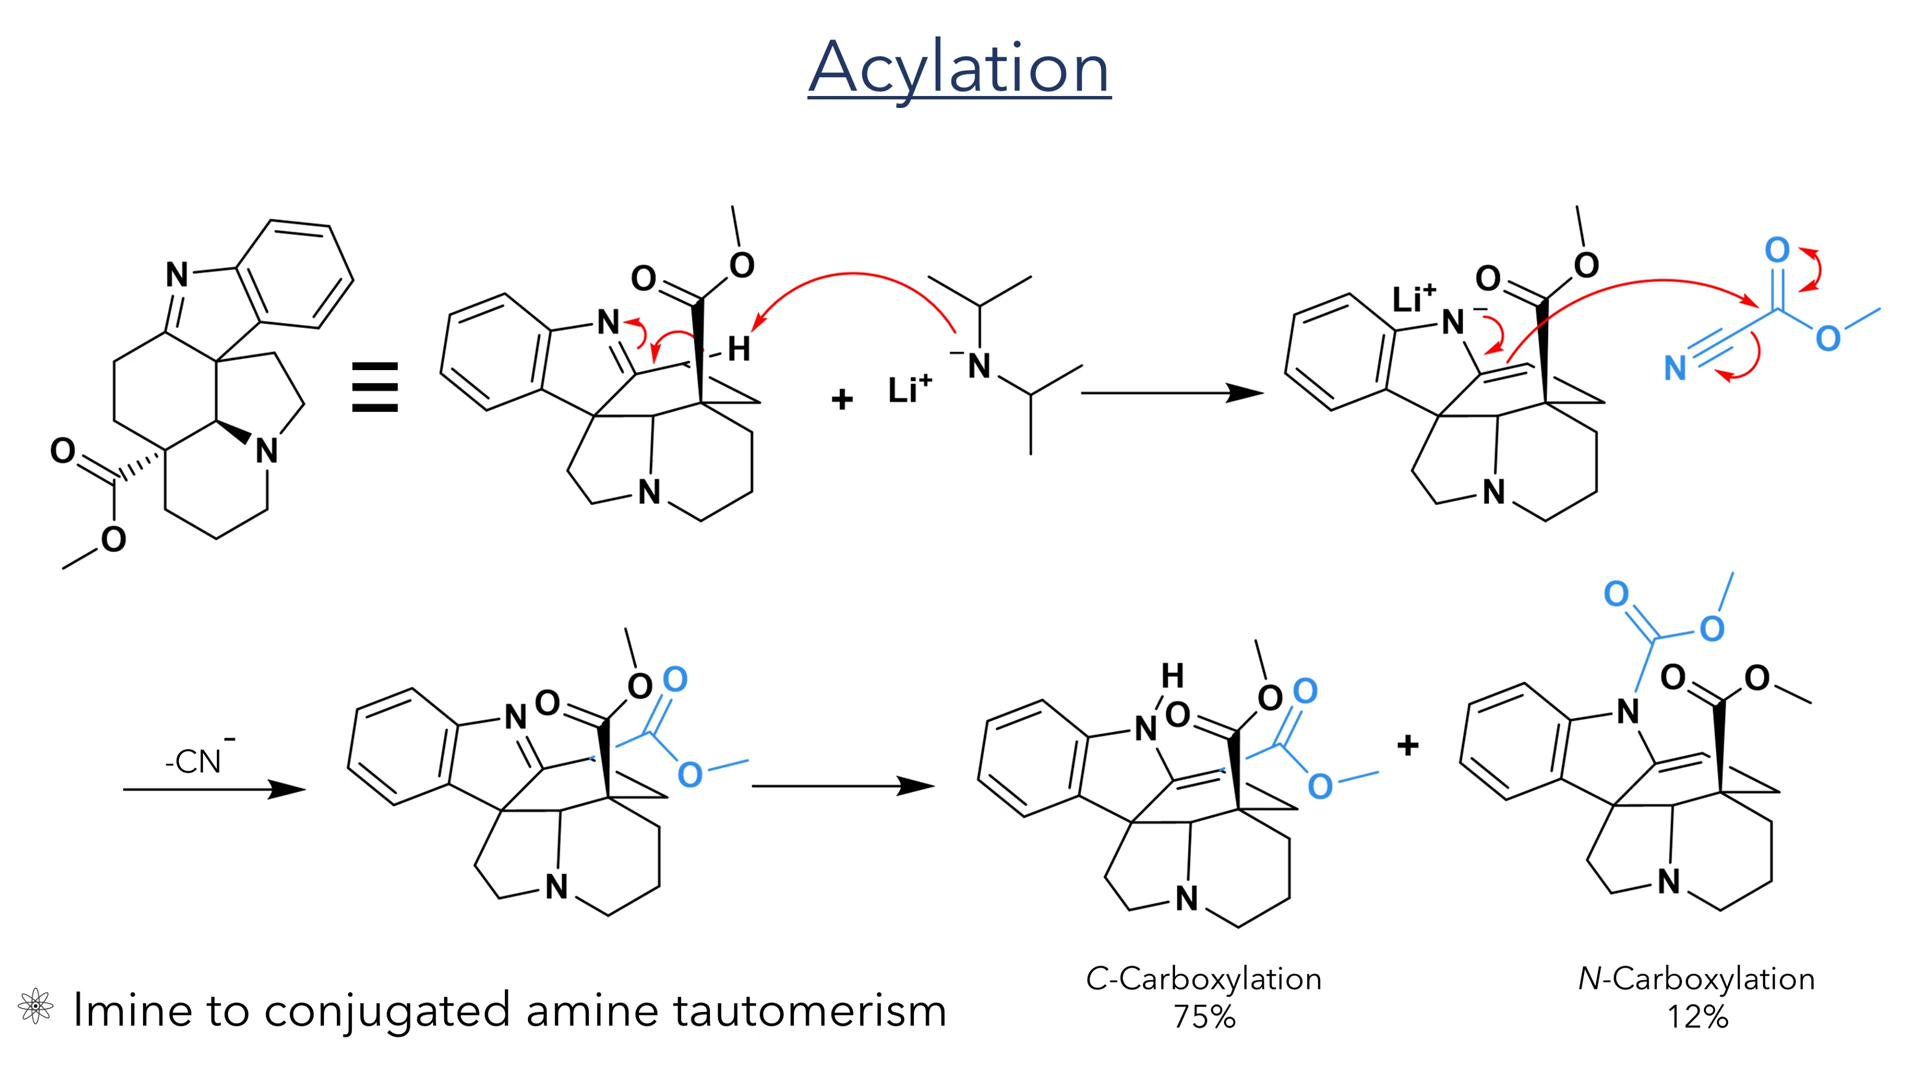 Acylation
N
N
O
O
N
O
O
H
N
+
Li⁺
⁻N
Li⁺
N⁻
O
O
N
O
O
N
-CN⁻
N
O
O
O
O
N
H
N
O
O
O
O
N
+
O
O
N
O
O
N
C-Carboxylation
75%
N-Carboxylation
12%
Imine to conjugated amine tautomerism